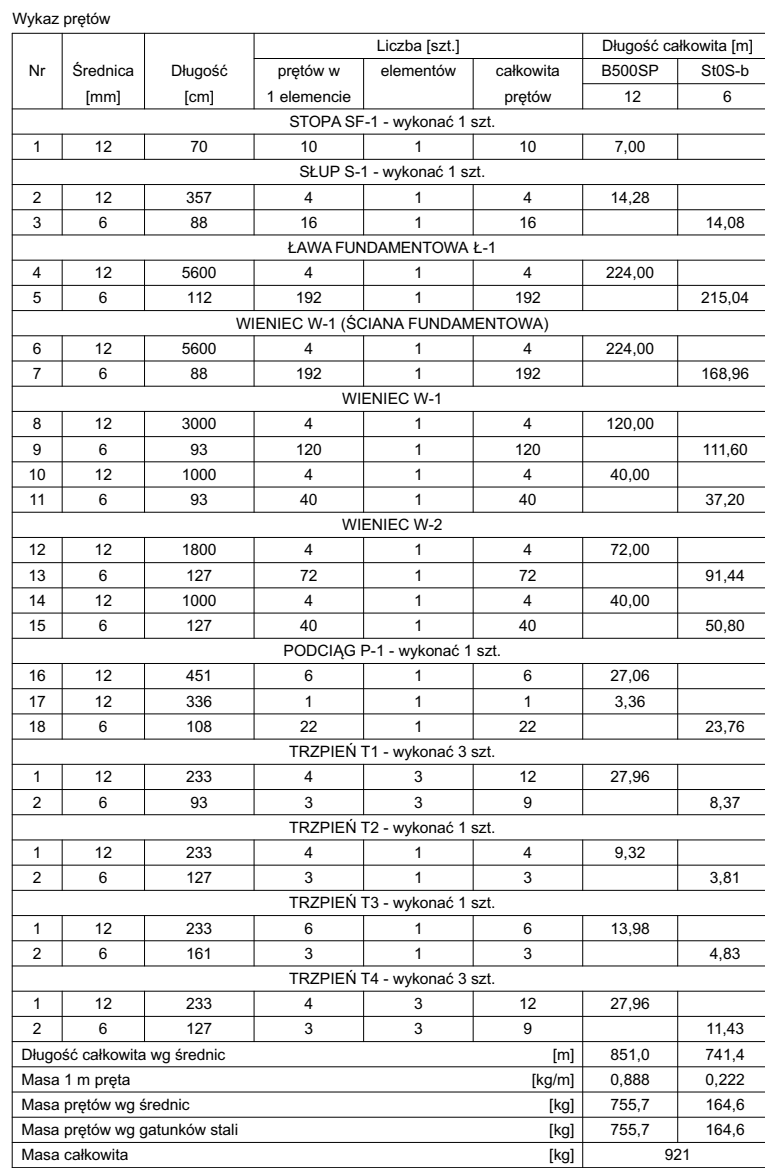 Wykaz prętów
Liczba [szt.] Długość całkowita [m]
Nr Średnica Długość prętów w elementów całkowita B500SP St0S-b
[mm] [cm] 1 elemencie prętów 12 6
STOPA SF-1 - wykonać 1 szt.
1 12 70 10 1 10 7,00
SŁUP S-1 - wykonać 1 szt.
2 12 357 4 1 4 14,28
3 6 88 16 1 16 14,08
ŁAWA FUNDAMENTOWA Ł-1
4 12 5600 4 1 4 224,00
5 6 112 192 1 192 215,04
WIENIEC W-1 (ŚCIANA FUNDAMENTOWA)
6 12 5600 4 1 4 224,00
7 6 88 192 1 192 168,96
WIENIEC W-1
8 12 3000 4 1 4 120,00
9 6 93 120 1 120 111,60
10 12 1000 4 1 4 40,00
11 6 93 40 1 40 37,20
WIENIEC W-2
12 12 1800 4 1 4 72,00
13 6 127 72 1 72 91,44
14 12 1000 4 1 4 40,00
15 6 127 40 1 40 50,80
PODCIĄG P-1 - wykonać 1 szt.
16 12 451 6 1 6 27,06
17 12 336 1 1 1 3,36
18 6 108 22 1 22 23,76
TRZPIEŃ T1 - wykonać 3 szt.
1 12 233 4 3 12 27,96
2 6 93 3 3 9 8,37
TRZPIEŃ T2 - wykonać 1 szt.
1 12 233 4 1 4 9,32
2 6 127 3 1 3 3,81
TRZPIEŃ T3 - wykonać 1 szt.
1 12 233 6 1 6 13,98
2 6 161 3 1 3 4,83
TRZPIEŃ T4 - wykonać 3 szt.
1 12 233 4 3 12 27,96
2 6 127 3 3 9 11,43
Długość całkowita wg średnic [m] 851,0 741,4
Masa 1 m pręta [kg/m] 0,888 0,222
Masa prętów wg średnic [kg] 755,7 164,6
Masa prętów wg gatunków stali [kg] 755,7 164,6
Masa całkowita [kg] 921